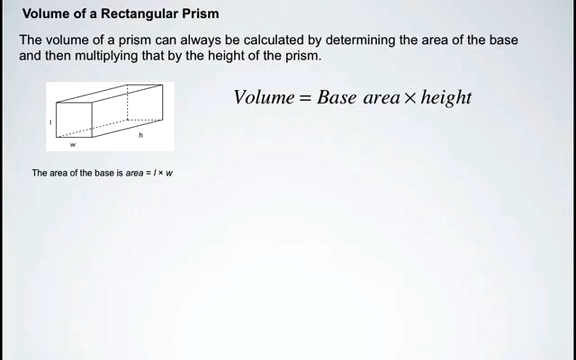 Volume of a Rectangular Prism
The volume of a prism can always be calculated by determining the area of the base
and then multiplying that by the height of the prism.
Volume = Base area × height
l
h
w
The area of the base is area = l × w